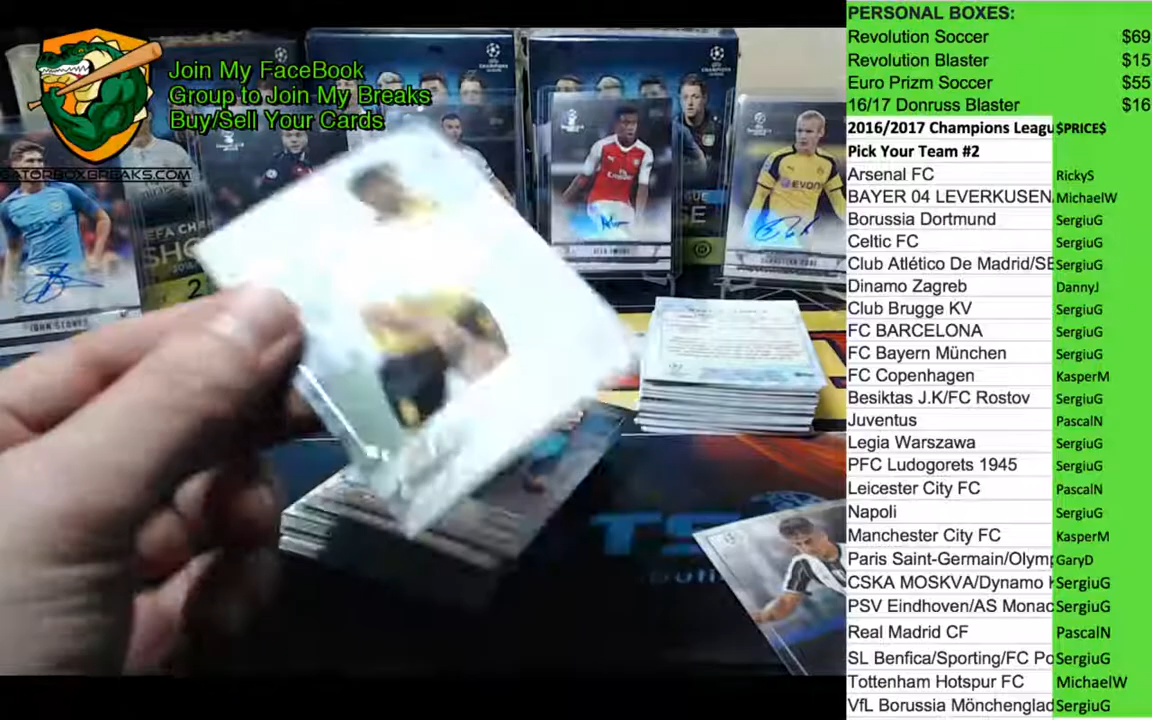 Join My FaceBook
Group to Join My Breaks
Buy/Sell Your Cards
GATORBOXBREAKS.COM
JOHN STONES
2
TS
PERSONAL BOXES:
Revolution Soccer $69
Revolution Blaster $15
Euro Prizm Soccer $55
16/17 Donruss Blaster $16
2016/2017 Champions Leagu $PRICE$
Pick Your Team #2
Arsenal FC RickyS
BAYER 04 LEVERKUSEN MichaelW
Borussia Dortmund SergiuG
Celtic FC SergiuG
Club Atlético De Madrid/SE SergiuG
Dinamo Zagreb DannyJ
Club Brugge KV SergiuG
FC BARCELONA SergiuG
FC Bayern München SergiuG
FC Copenhagen KasperM
Besiktas J.K/FC Rostov SergiuG
Juventus PascalN
Legia Warszawa SergiuG
PFC Ludogorets 1945 SergiuG
Leicester City FC PascalN
Napoli SergiuG
Manchester City FC KasperM
Paris Saint-Germain/Olymp GaryD
CSKA MOSKVA/Dynamo SergiuG
PSV Eindhoven/AS Monac SergiuG
Real Madrid CF PascalN
SL Benfica/Sporting/FC Po SergiuG
Tottenham Hotspur FC MichaelW
VfL Borussia Mönchenglad SergiuG